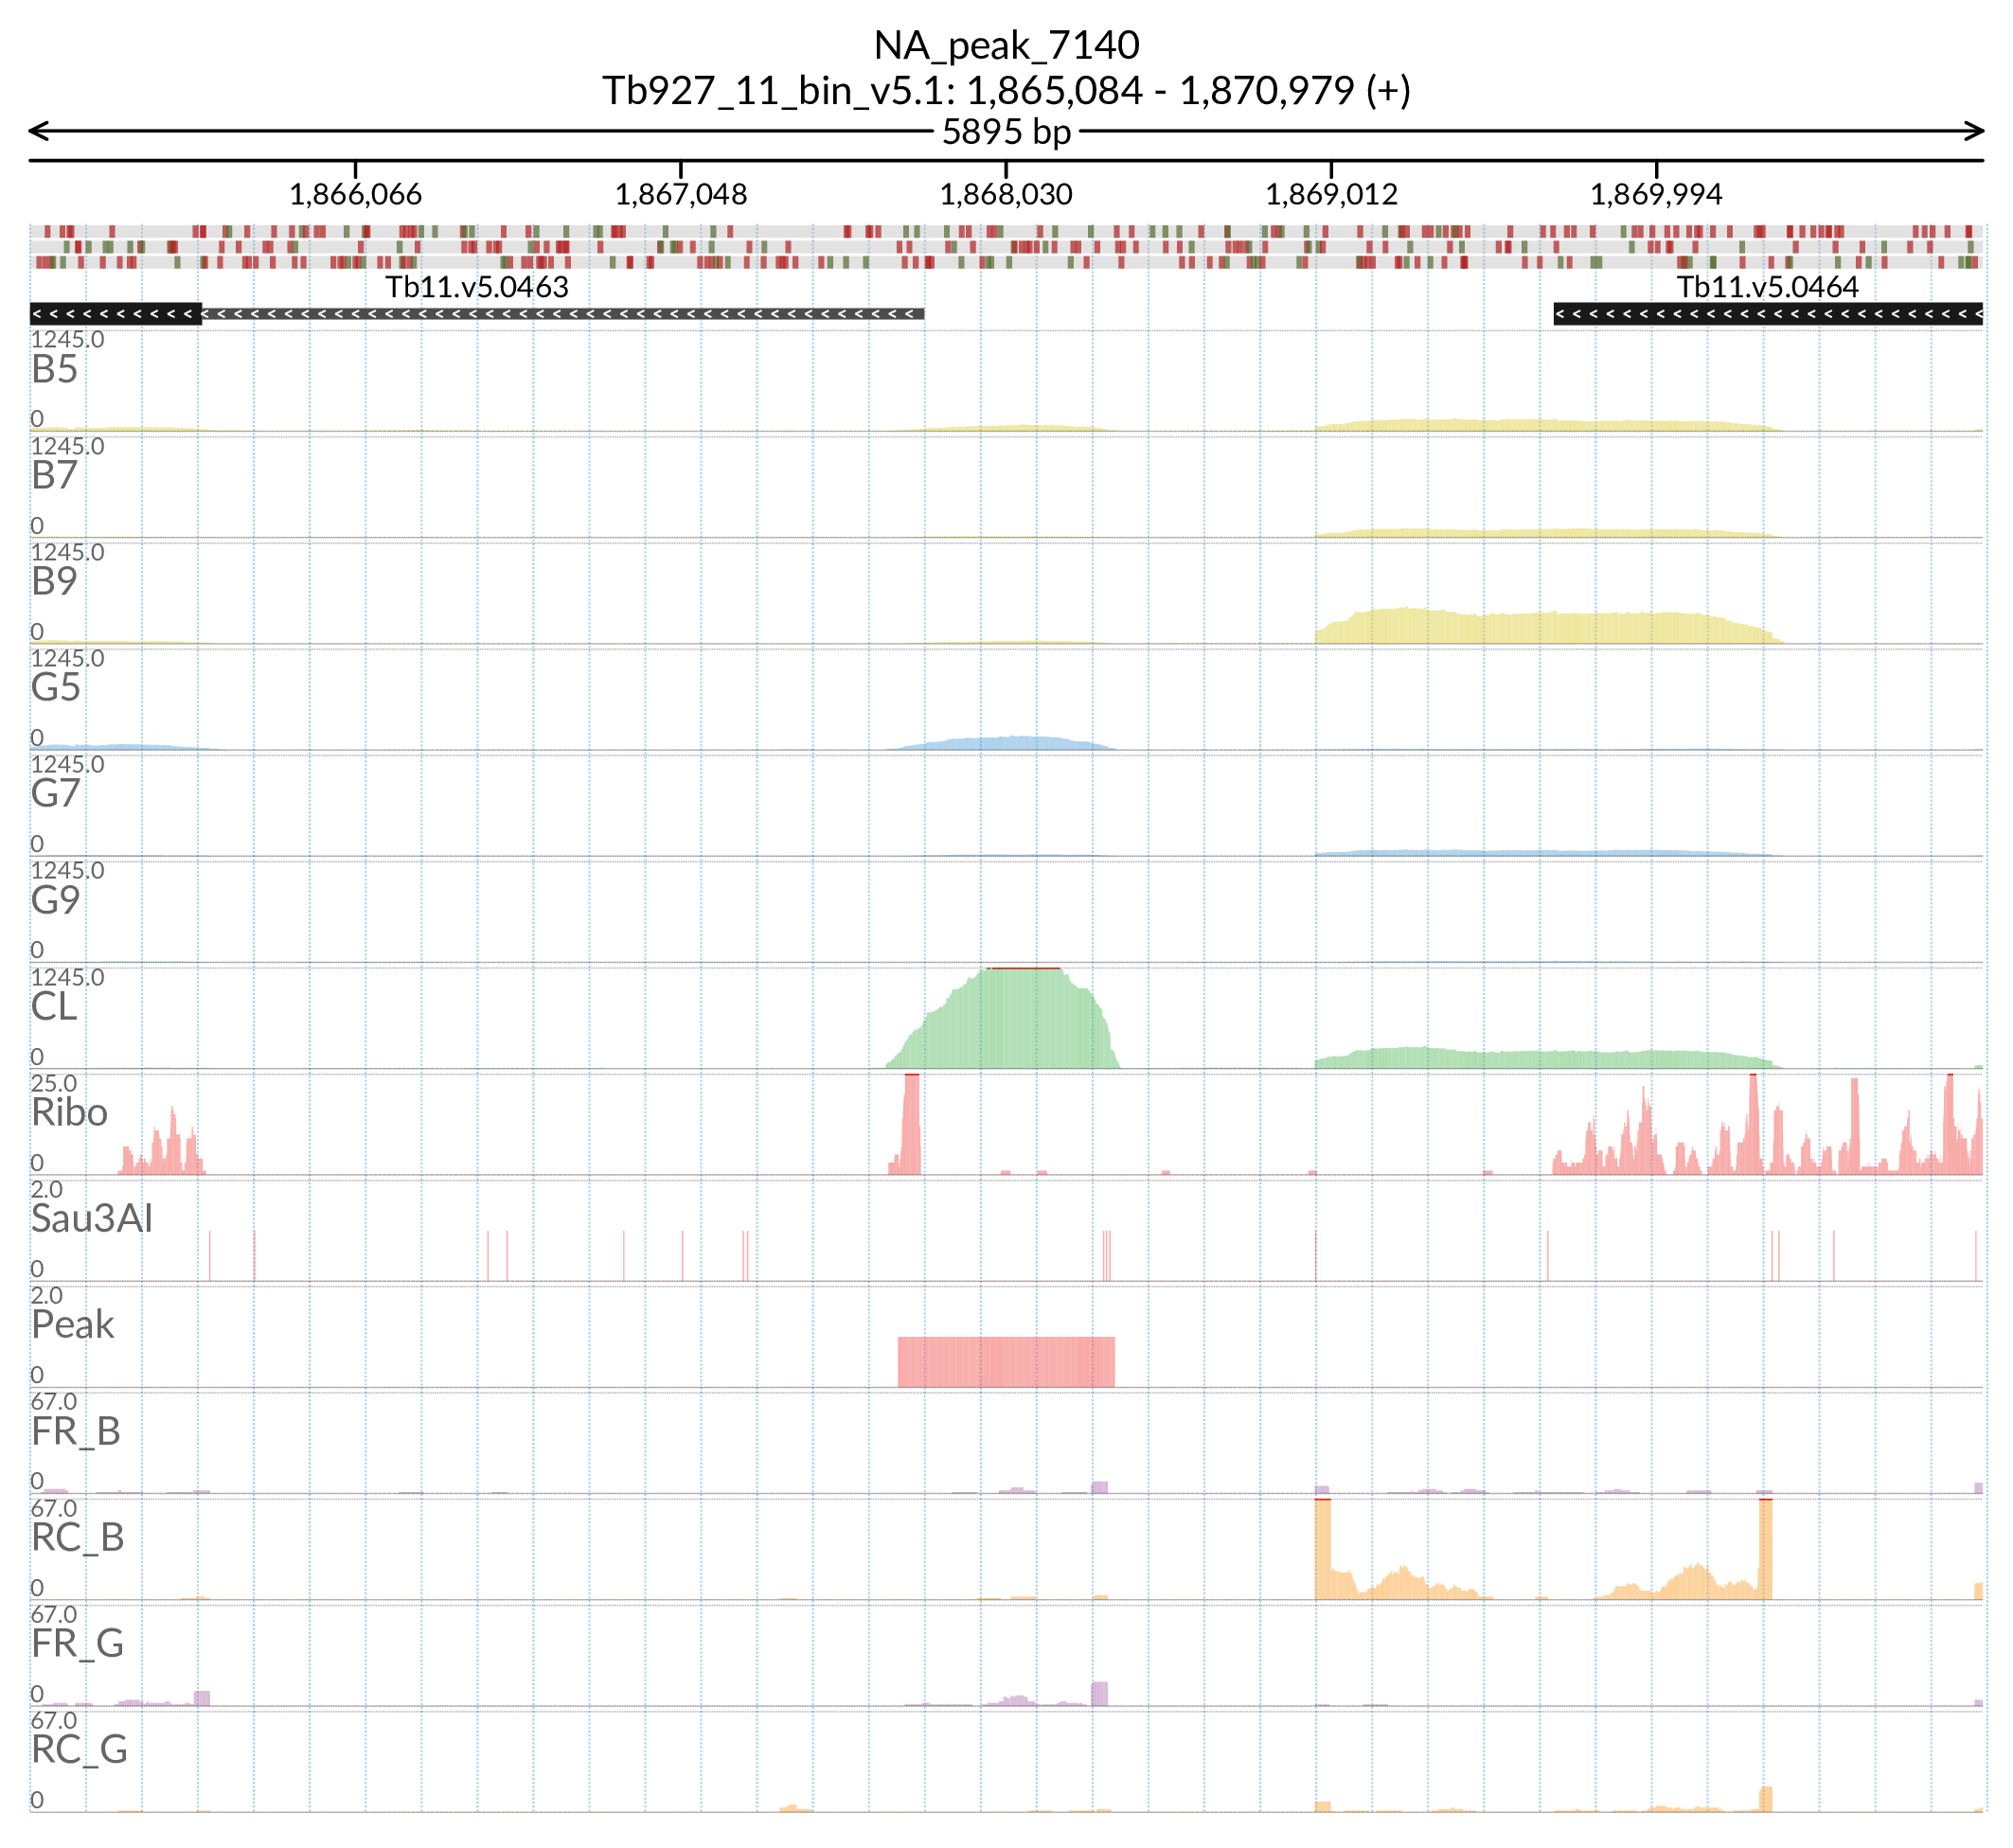 NA_peak_7140
Tb927_11_bin_v5.1: 1,865,084 - 1,870,979 (+)
5895 bp
1,866,066 1,867,048 1,868,030 1,869,012 1,869,994
Tb11.v5.0463 Tb11.v5.0464
1245.0
B5
0
1245.0
B7
0
1245.0
B9
0
1245.0
G5
0
1245.0
G7
0
1245.0
G9
0
1245.0
CL
0
25.0
Ribo
0
2.0
Sau3AI
0
2.0
Peak
0
67.0
FR_B
0
67.0
RC_B
0
67.0
FR_G
0
67.0
RC_G
0